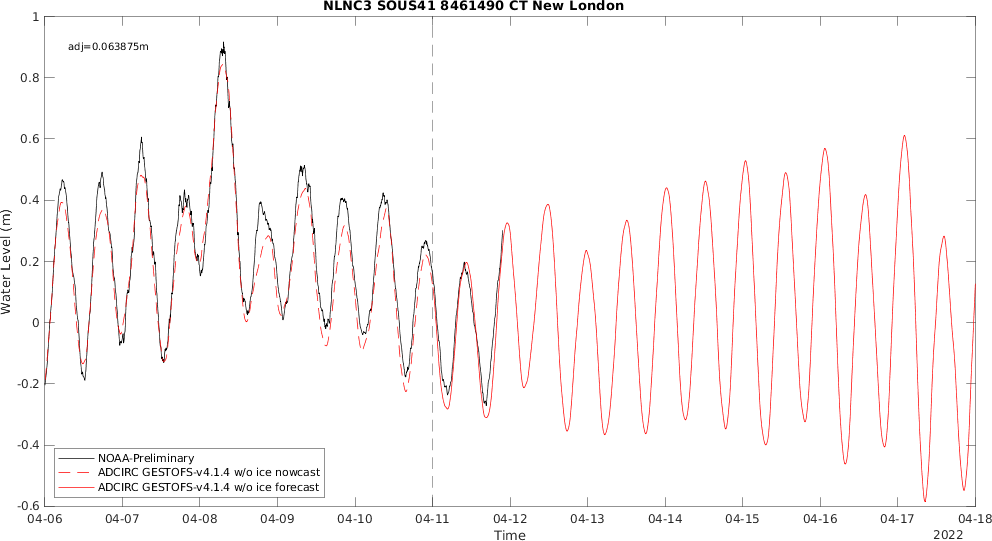 NLNC3 SOUS41 8461490 CT New London
adj=0.063875m
Water Level (m)
1
0.8
0.6
0.4
0.2
0
-0.2
-0.4
-0.6
NOAA-Preliminary
ADCIRC GESTOFS-v4.1.4 w/o ice nowcast
ADCIRC GESTOFS-v4.1.4 w/o ice forecast
04-06 04-07 04-08 04-09 04-10 04-11 04-12 04-13 04-14 04-15 04-16 04-17 04-18
Time
2022